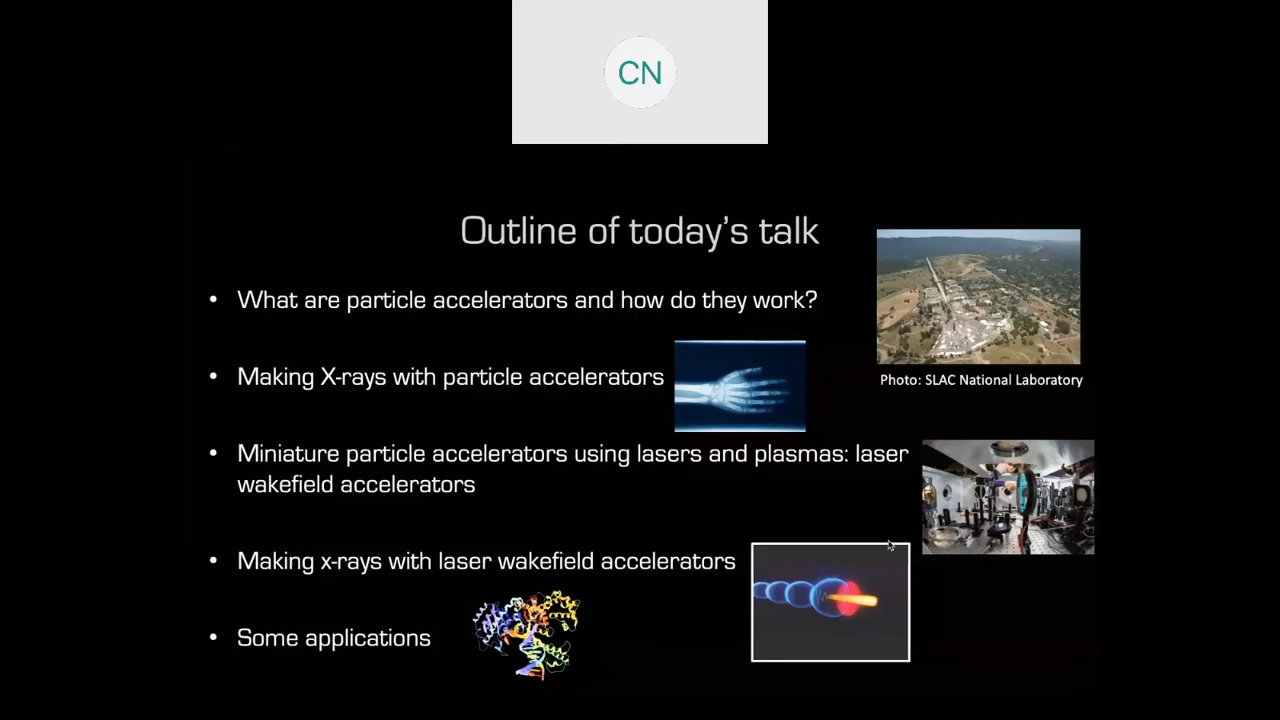 CN
Outline of today's talk
• What are particle accelerators and how do they work?
• Making X-rays with particle accelerators
Photo: SLAC National Laboratory
• Miniature particle accelerators using lasers and plasmas: laser
wakefield accelerators
• Making x-rays with laser wakefield accelerators
• Some applications